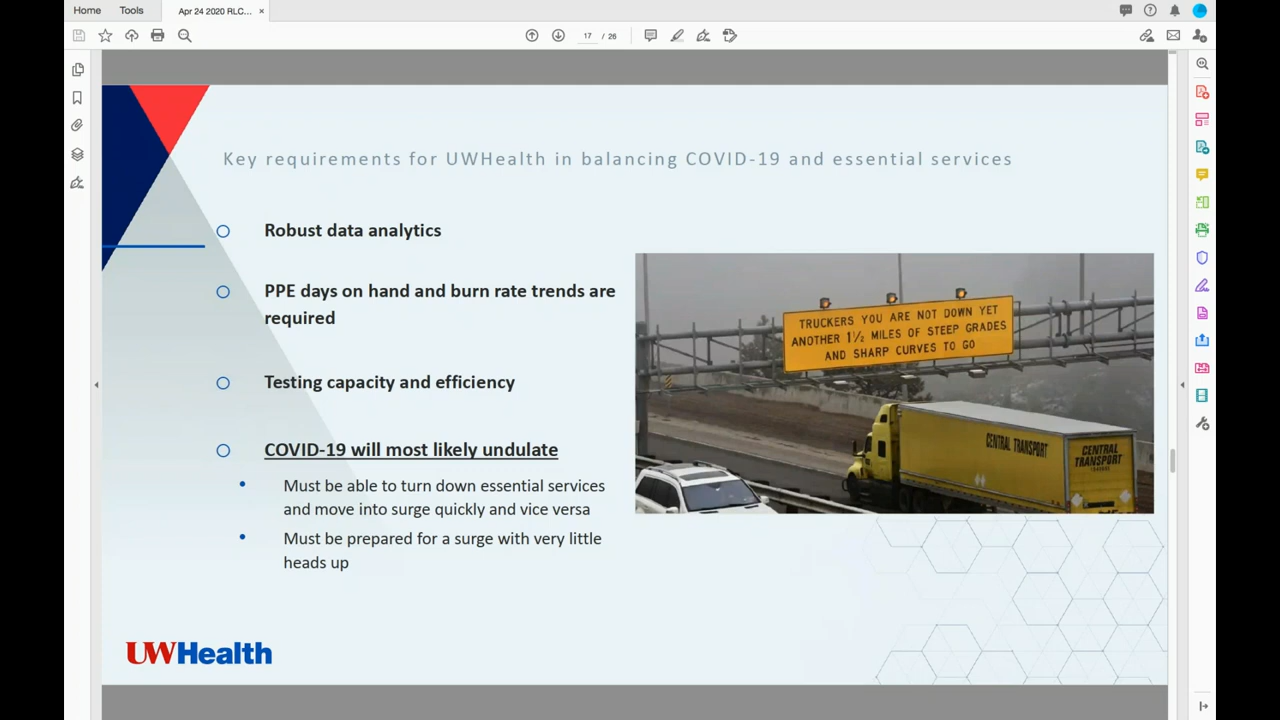 Home Tools Apr 24 2020 RLC... ×
17 / 26
Key requirements for UWHealth in balancing COVID-19 and essential services
Robust data analytics
PPE days on hand and burn rate trends are
required
Testing capacity and efficiency
COVID-19 will most likely undulate
Must be able to turn down essential services
and move into surge quickly and vice versa
Must be prepared for a surge with very little
heads up
TRUCKERS YOU ARE NOT DOWN YET
ANOTHER 1½ MILES OF STEEP GRADES
AND SHARP CURVES TO GO
CENTRAL TRANSPORT
CENTRAL
TRANSPORT
UWHealth